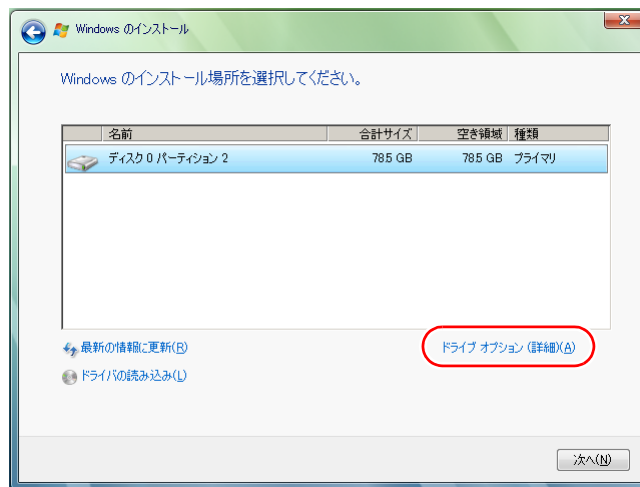 Windows のインストール
Windows のインストール場所を選択してください。
名前 合計サイズ 空き領域 種類
ディスク 0 パーティション 2 78.5 GB 78.5 GB プライマリ
最新の情報に更新(R) ドライブ オプション (詳細)(A)
ドライバの読み込み(L)
次へ(N)